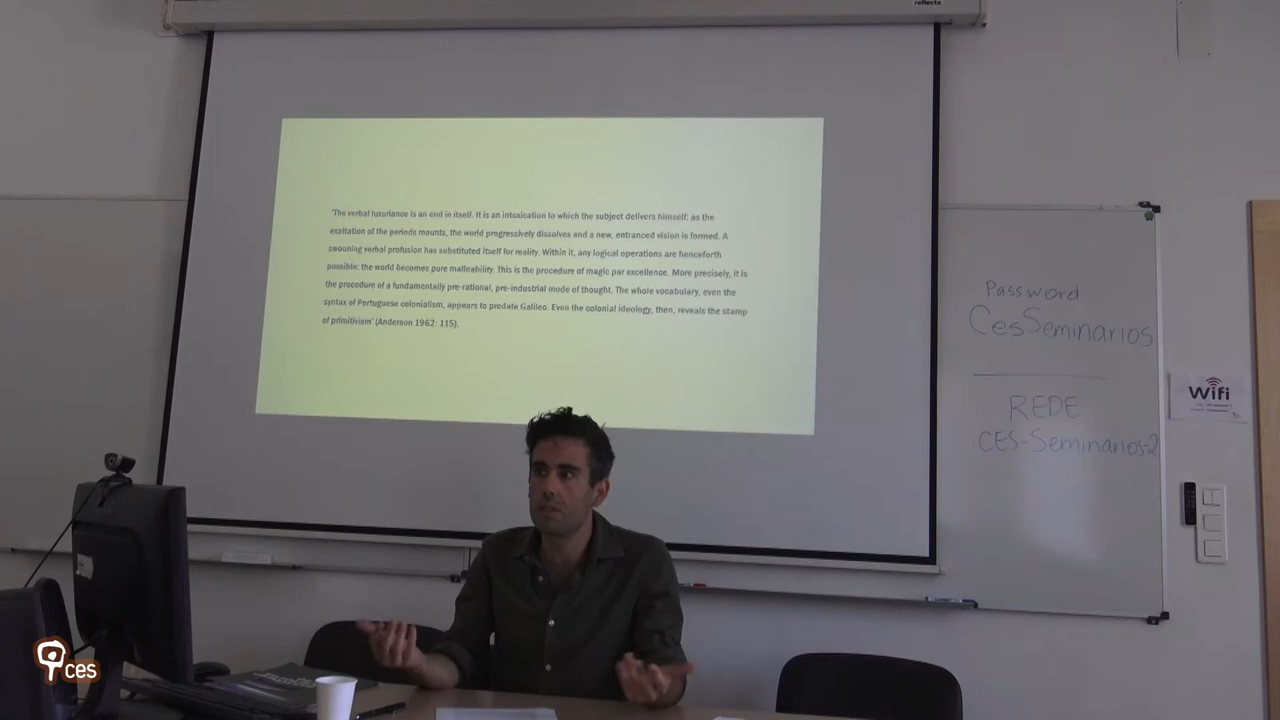 reflecta
'The verbal luxuriance is an end in itself. It is an intoxication to which the subject delivers himself: as the
exaltation of the periods mounts, the world progressively dissolves and a new, entranced vision is formed. A
swooning verbal profusion has substituted itself for reality. Within it, any logical operations are henceforth
possible: the world becomes pure malleability. This is the procedure of magic par excellence. More precisely, it is
the procedure of a fundamentally pre-rational, pre-industrial mode of thought. The whole vocabulary, even the
syntax of Portuguese colonialism, appears to predate Galileo. Even the colonial ideology, then, reveals the stamp
of primitivism' (Anderson 1962: 115).
Password
CesSeminarios
REDE
CES-Seminarios-2
Wifi
ces